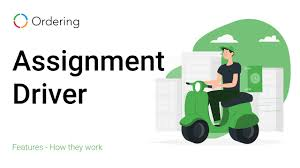 Ordering
Assignment
Driver
Features - How they work